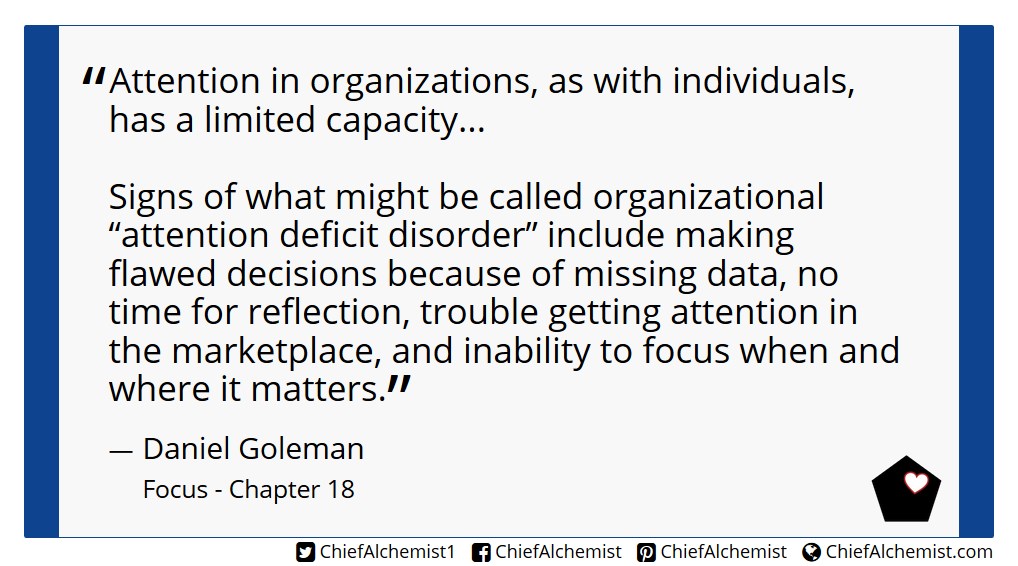 “Attention in organizations, as with individuals,
has a limited capacity...
Signs of what might be called organizational
“attention deficit disorder” include making
flawed decisions because of missing data, no
time for reflection, trouble getting attention in
the marketplace, and inability to focus when and
where it matters.”
— Daniel Goleman
Focus - Chapter 18
ChiefAlchemist1 ChiefAlchemist ChiefAlchemist ChiefAlchemist.com